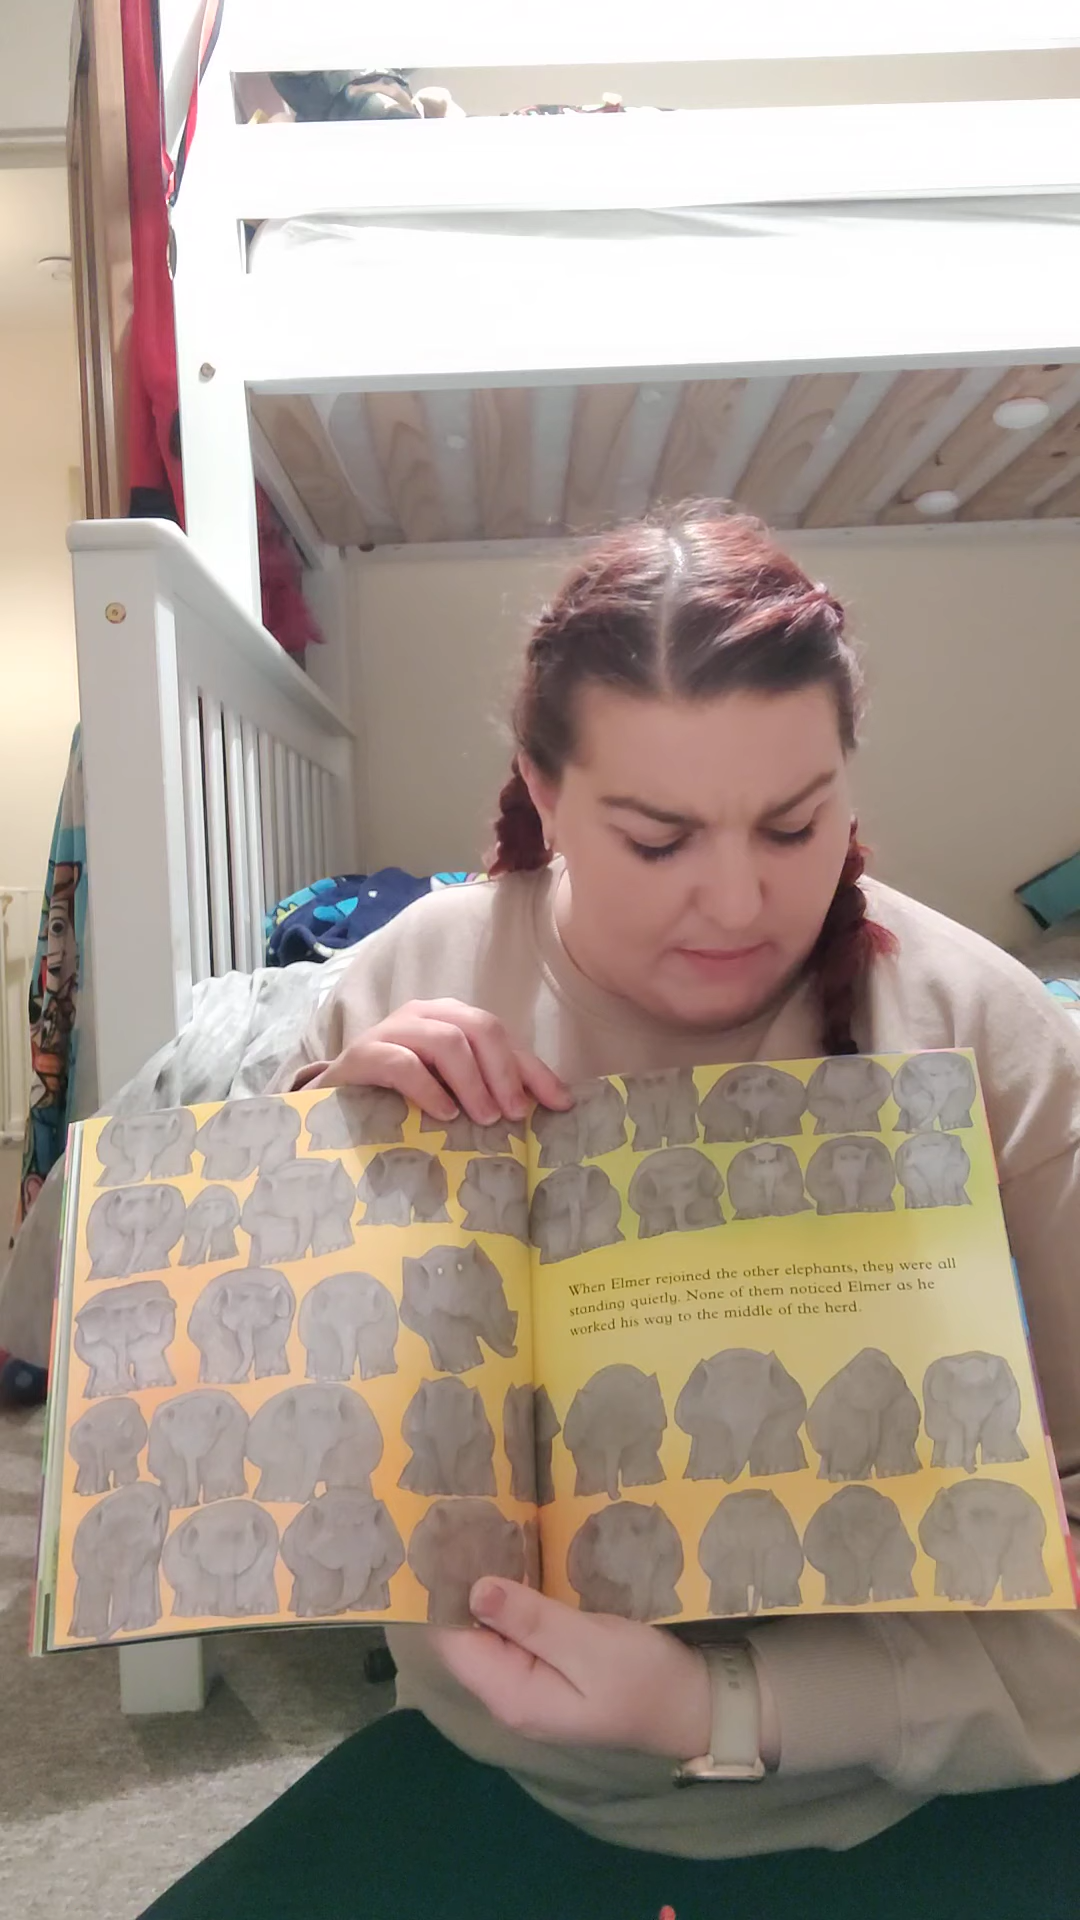 When Elmer rejoined the other elephants, they were all
standing quietly. None of them noticed Elmer as he
worked his way to the middle of the herd.